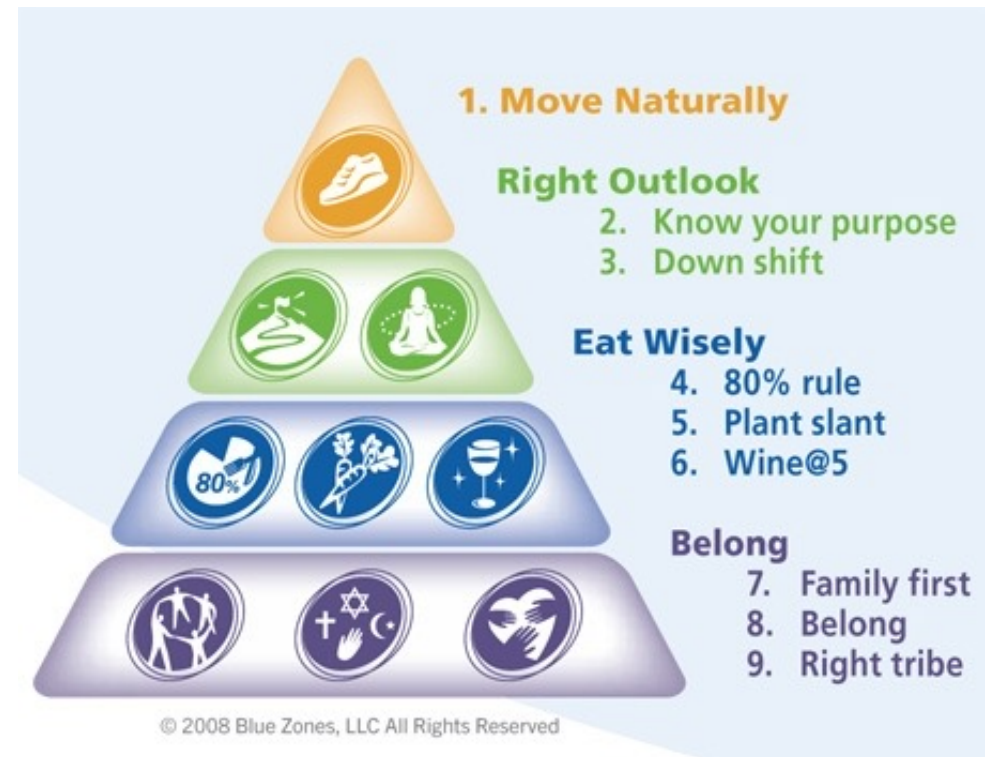 1. Move Naturally
Right Outlook
2. Know your purpose
3. Down shift
Eat Wisely
4. 80% rule
5. Plant slant
6. Wine@5
80%
Belong
7. Family first
8. Belong
9. Right tribe
© 2008 Blue Zones, LLC All Rights Reserved